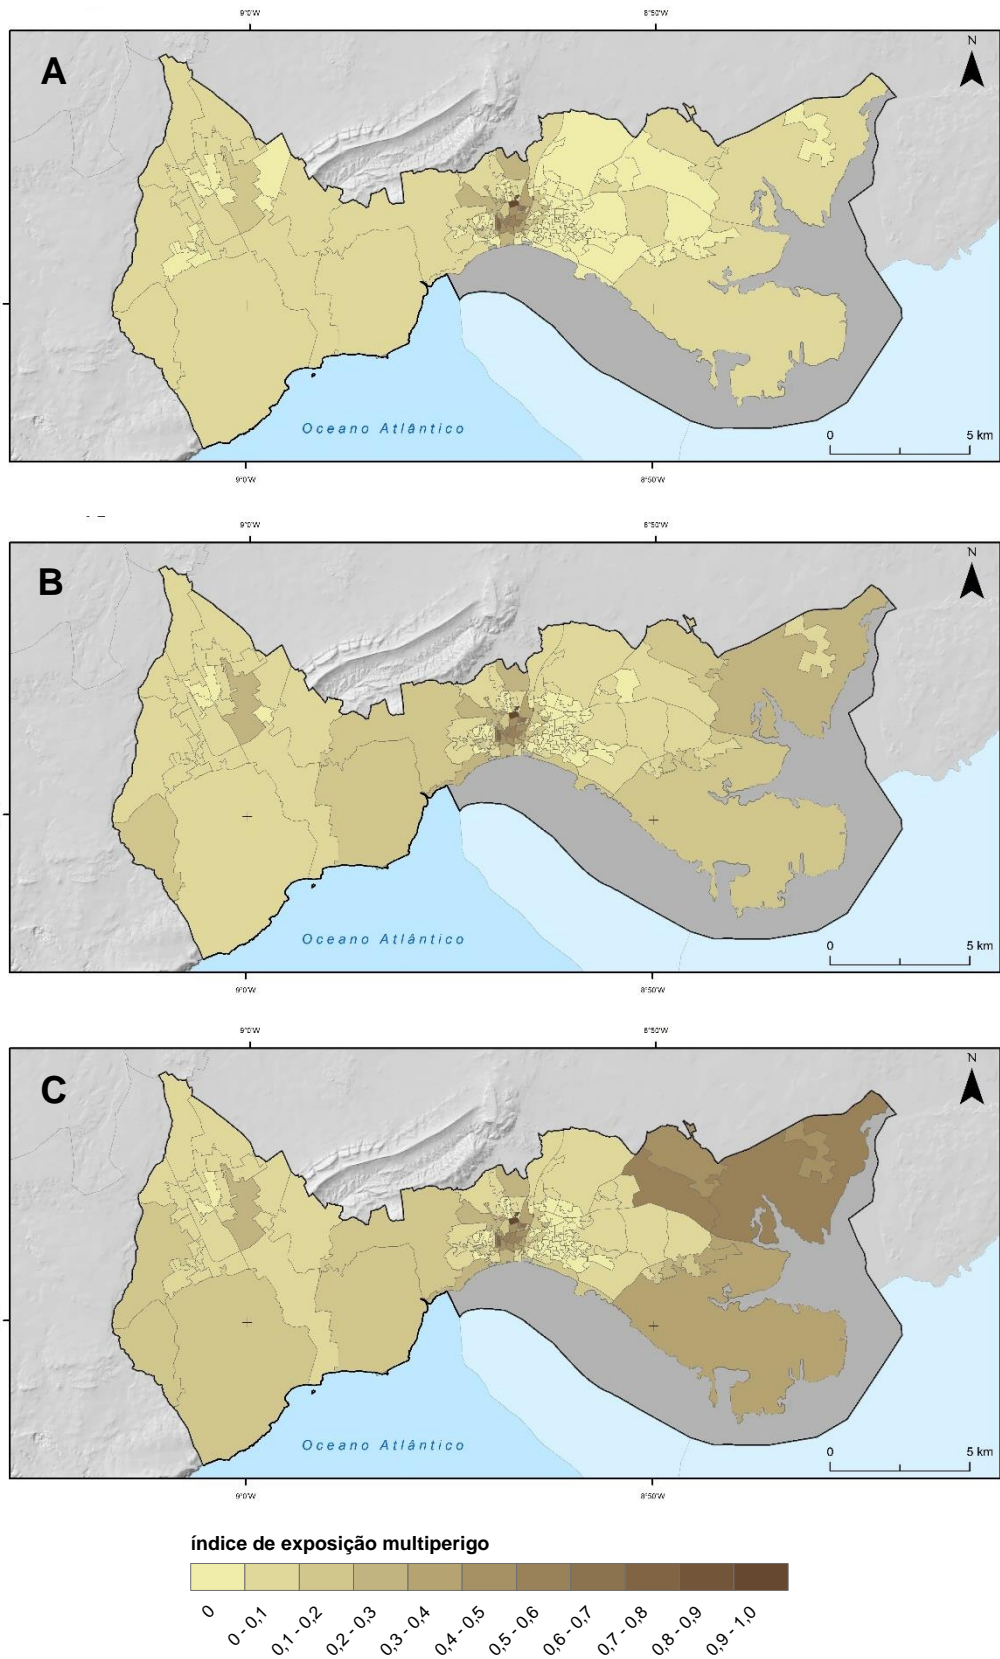 9°0'W 8°50'W
A
N
Oceano Atlântico
0 5 km
9°0'W 8°50'W
9°0'W 8°50'W
B
N
Oceano Atlântico
0 5 km
9°0'W 8°50'W
9°0'W 8°50'W
C
N
Oceano Atlântico
0 5 km
9°0'W 8°50'W
índice de exposição multiperigo
0 0 - 0,1 0,1 - 0,2 0,2 - 0,3 0,3 - 0,4 0,4 - 0,5 0,5 - 0,6 0,6 - 0,7 0,7 - 0,8 0,8 - 0,9 0,9 - 1,0